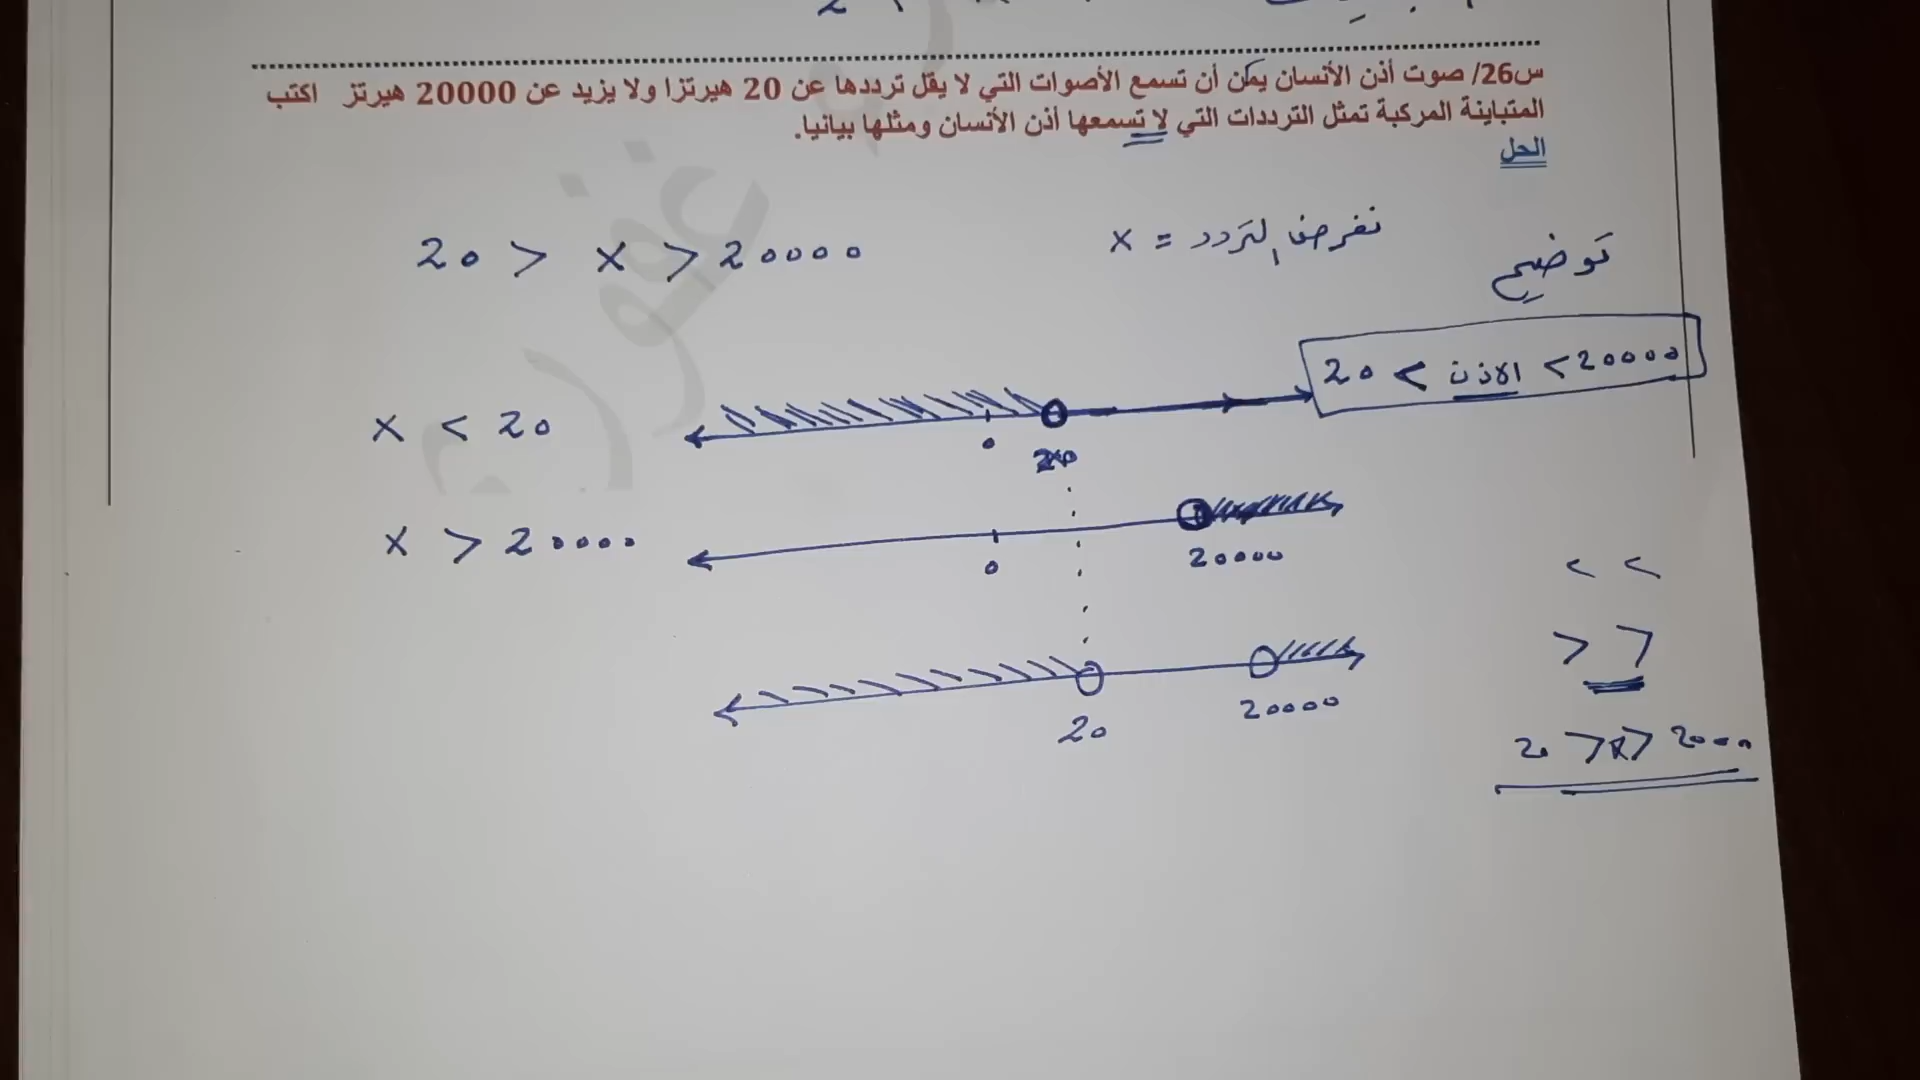 س26/ صوت أذن الأنسان يمكن أن تسمع الأصوات التي لا يقل ترددها عن 20 هيرتزا ولا يزيد عن 20000 هيرتز اكتب
المتباينة المركبة تمثل الترددات التي لا تسمعها أذن الأنسان ومثلها بيانيا.
الحل
نفرض التردد = x
20 > x > 20000
توضيح
20 < الاذن < 20000
x < 20
0
20
x > 20000
0
20000
< <
> >
20
20000
20 > x > 2000
غفور